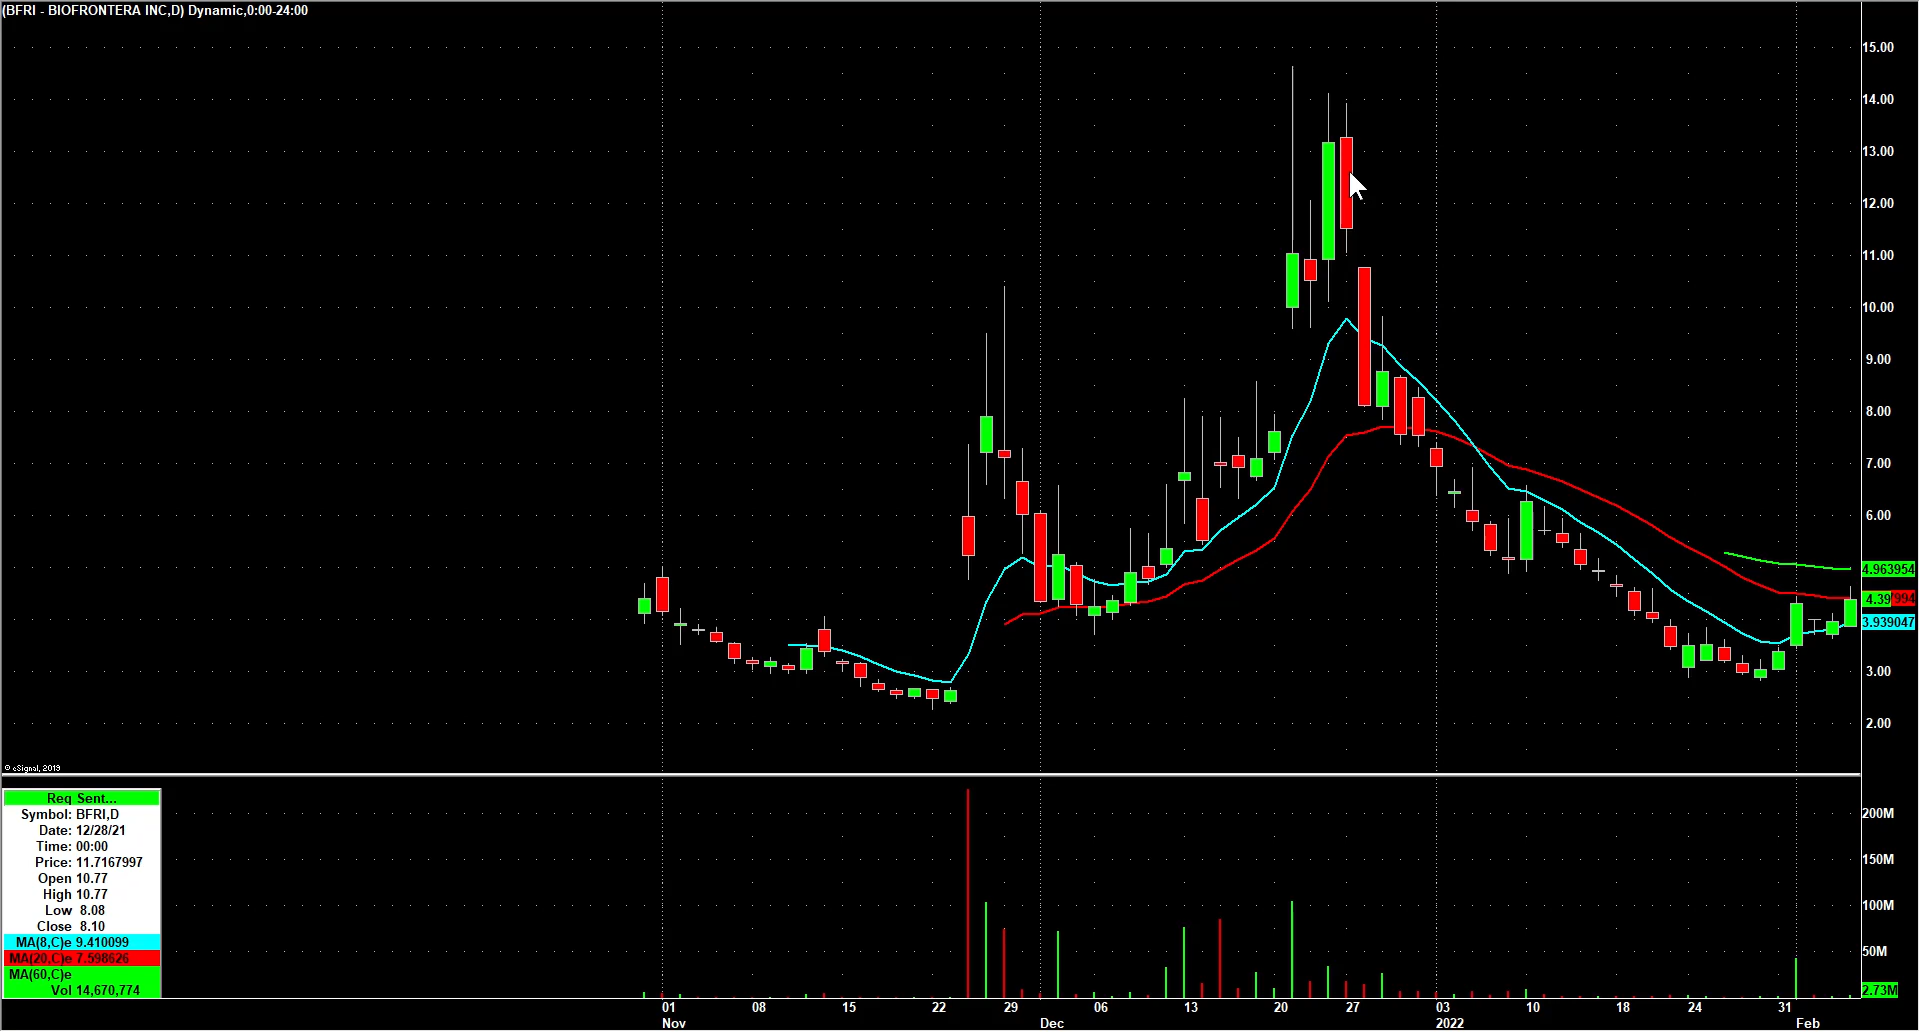 (BFRI - BIOFRONTERA INC,D) Dynamic,0:00-24:00
15.00
14.00
13.00
12.00
11.00
10.00
9.00
8.00
7.00
6.00
4.963954
4.39
3.939047
3.00
2.00
© eSignal, 2019
Req Sent...
Symbol: BFRI,D
Date: 12/28/21
Time: 00:00
Price: 11.7167997
Open 10.77
High 10.77
Low 8.08
Close 8.10
MA(8,C)e 9.410099
MA(20,C)e 7.598626
MA(60,C)e
Vol 14,670,774
200M
150M
100M
50M
2.73M
01 08 15 22 29 06 13 20 27 03 10 18 24 31
Nov Dec 2022 Feb